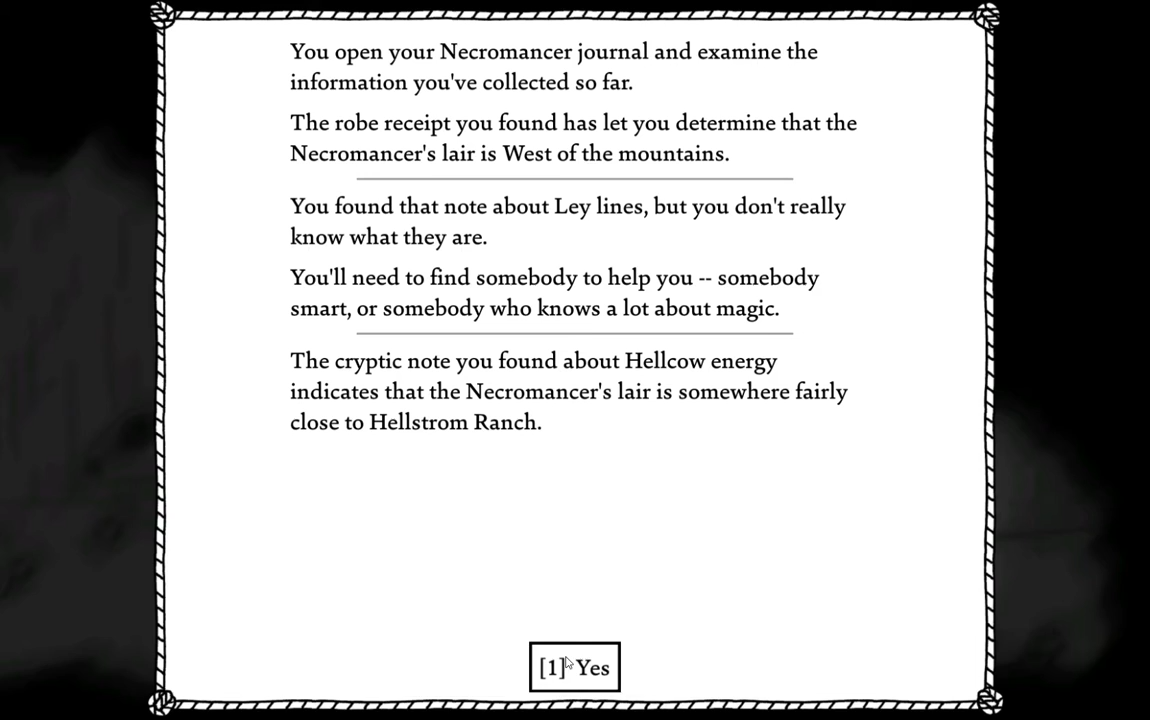 You open your Necromancer journal and examine the
information you've collected so far.
The robe receipt you found has let you determine that the
Necromancer's lair is West of the mountains.
You found that note about Ley lines, but you don't really
know what they are.
You'll need to find somebody to help you -- somebody
smart, or somebody who knows a lot about magic.
The cryptic note you found about Hellcow energy
indicates that the Necromancer's lair is somewhere fairly
close to Hellstrom Ranch.
[1] Yes